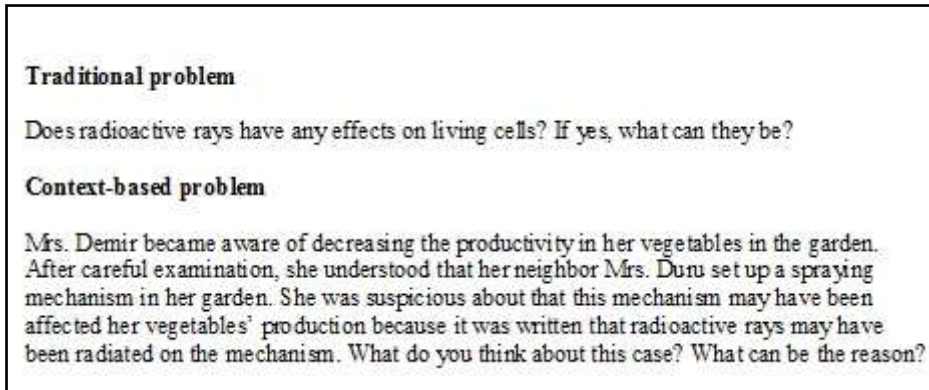 Traditional problem
Does radioactive rays have any effects on living cells? If yes, what can they be?
Context-based problem
Mrs. Demir became aware of decreasing the productivity in her vegetables in the garden.
After careful examination, she understood that her neighbor Mrs. Duru set up a spraying
mechanism in her garden. She was suspicious about that this mechanism may have been
affected her vegetables’ production because it was written that radioactive rays may have
been radiated on the mechanism. What do you think about this case? What can be the reason?